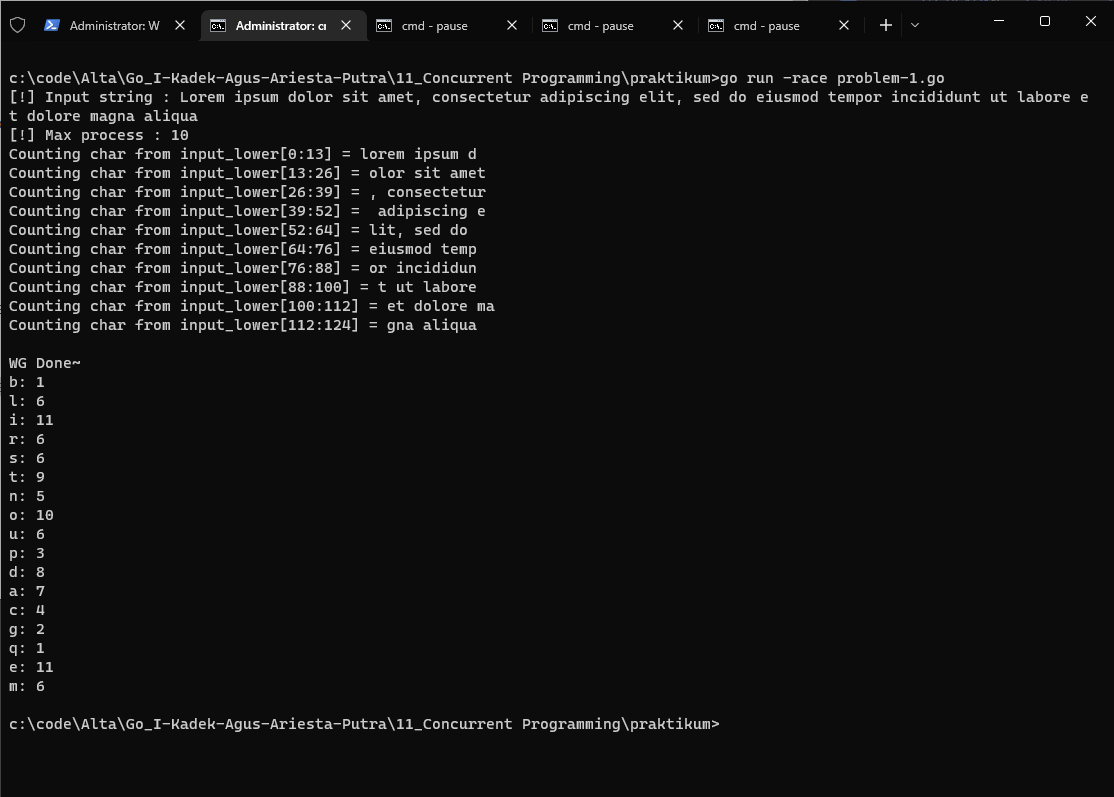 Administrator: W
Administrator: cı
cmd - pause
cmd - pause
cmd - pause
c:\code\Alta\Go_I-Kadek-Agus-Ariesta-Putra\11_Concurrent Programming\praktikum>go run -race problem-1.go
[!] Input string : Lorem ipsum dolor sit amet, consectetur adipiscing elit, sed do eiusmod tempor incididunt ut labore e
t dolore magna aliqua
[!] Max process : 10
Counting char from input_lower[0:13] = lorem ipsum d
Counting char from input_lower[13:26] = olor sit amet
Counting char from input_lower[26:39] = , consectetur
Counting char from input_lower[39:52] =  adipiscing e
Counting char from input_lower[52:64] = lit, sed do
Counting char from input_lower[64:76] = eiusmod temp
Counting char from input_lower[76:88] = or incididun
Counting char from input_lower[88:100] = t ut labore
Counting char from input_lower[100:112] = et dolore ma
Counting char from input_lower[112:124] = gna aliqua
WG Done~
b: 1
l: 6
i: 11
r: 6
s: 6
t: 9
n: 5
o: 10
u: 6
p: 3
d: 8
a: 7
c: 4
g: 2
q: 1
e: 11
m: 6
c:\code\Alta\Go_I-Kadek-Agus-Ariesta-Putra\11_Concurrent Programming\praktikum>